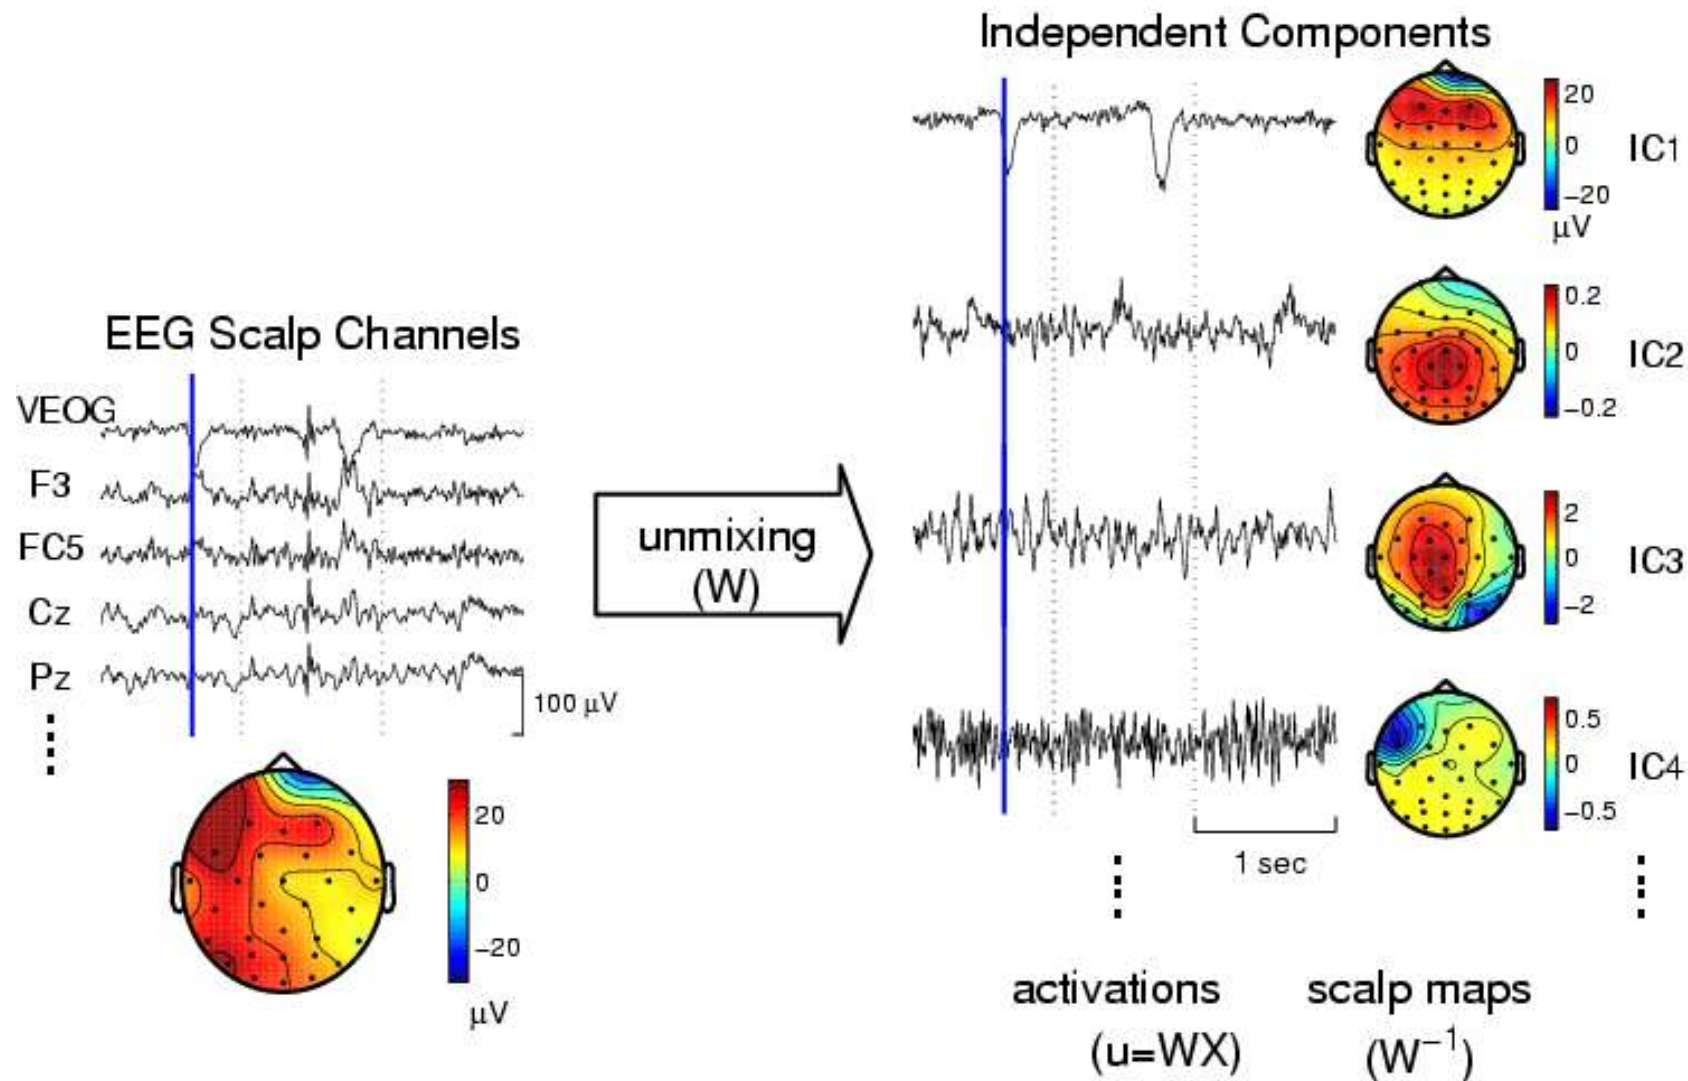 EEG Scalp Channels
VEOG
F3
FC5
Cz
Pz
100 μV
20
0
−20
μV
unmixing
(W)
Independent Components
20
0
−20
μV
IC1
0.2
0
−0.2
IC2
2
0
−2
IC3
0.5
0
−0.5
IC4
1 sec
activations
(u=WX)
scalp maps
(W⁻¹)